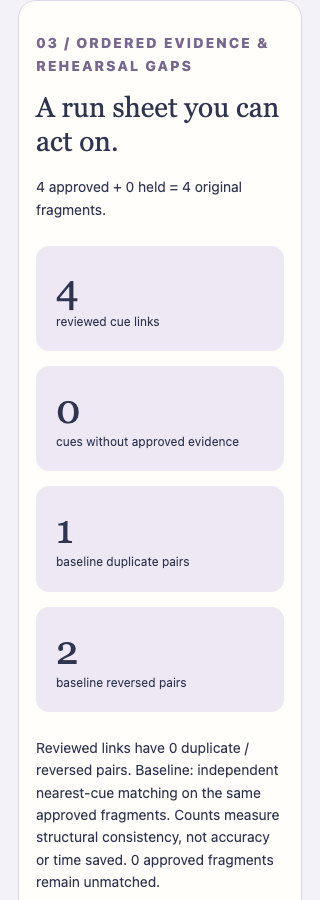 03 / ORDERED EVIDENCE &
REHEARSAL GAPS
A run sheet you can
act on.
4 approved + 0 held = 4 original
fragments.
4
reviewed cue links
0
cues without approved evidence
1
baseline duplicate pairs
2
baseline reversed pairs
Reviewed links have 0 duplicate /
reversed pairs. Baseline: independent
nearest-cue matching on the same
approved fragments. Counts measure
structural consistency, not accuracy
or time saved. 0 approved fragments
remain unmatched.